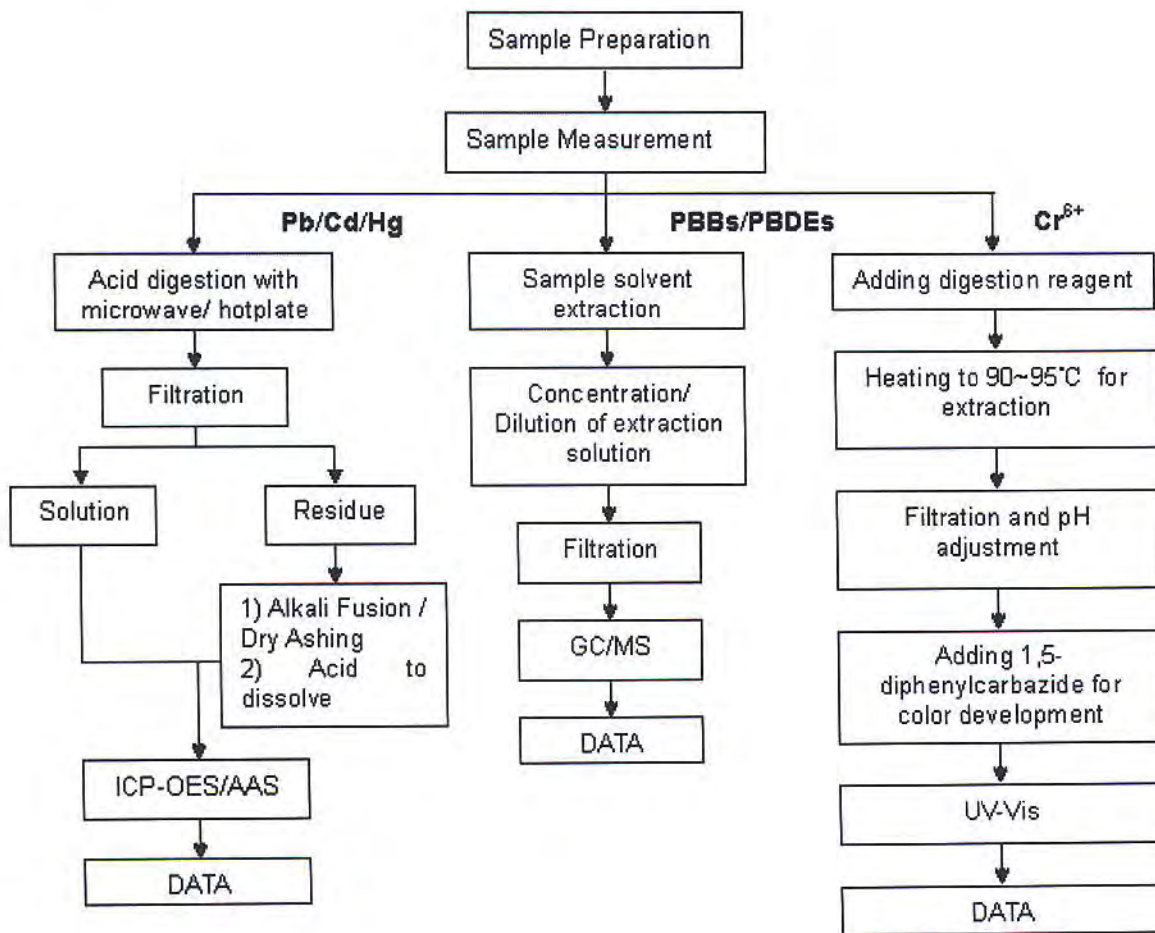 Sample Preparation
Sample Measurement
Pb/Cd/Hg
PBBs/PBDEs
Cr⁶⁺
Acid digestion with
microwave/ hotplate
Filtration
Solution
Residue
1) Alkali Fusion /
Dry Ashing
2) Acid to
dissolve
ICP-OES/AAS
DATA
Sample solvent
extraction
Concentration/
Dilution of extraction
solution
Filtration
GC/MS
DATA
Adding digestion reagent
Heating to 90~95°C for
extraction
Filtration and pH
adjustment
Adding 1,5-
diphenylcarbazide for
color development
UV-Vis
DATA